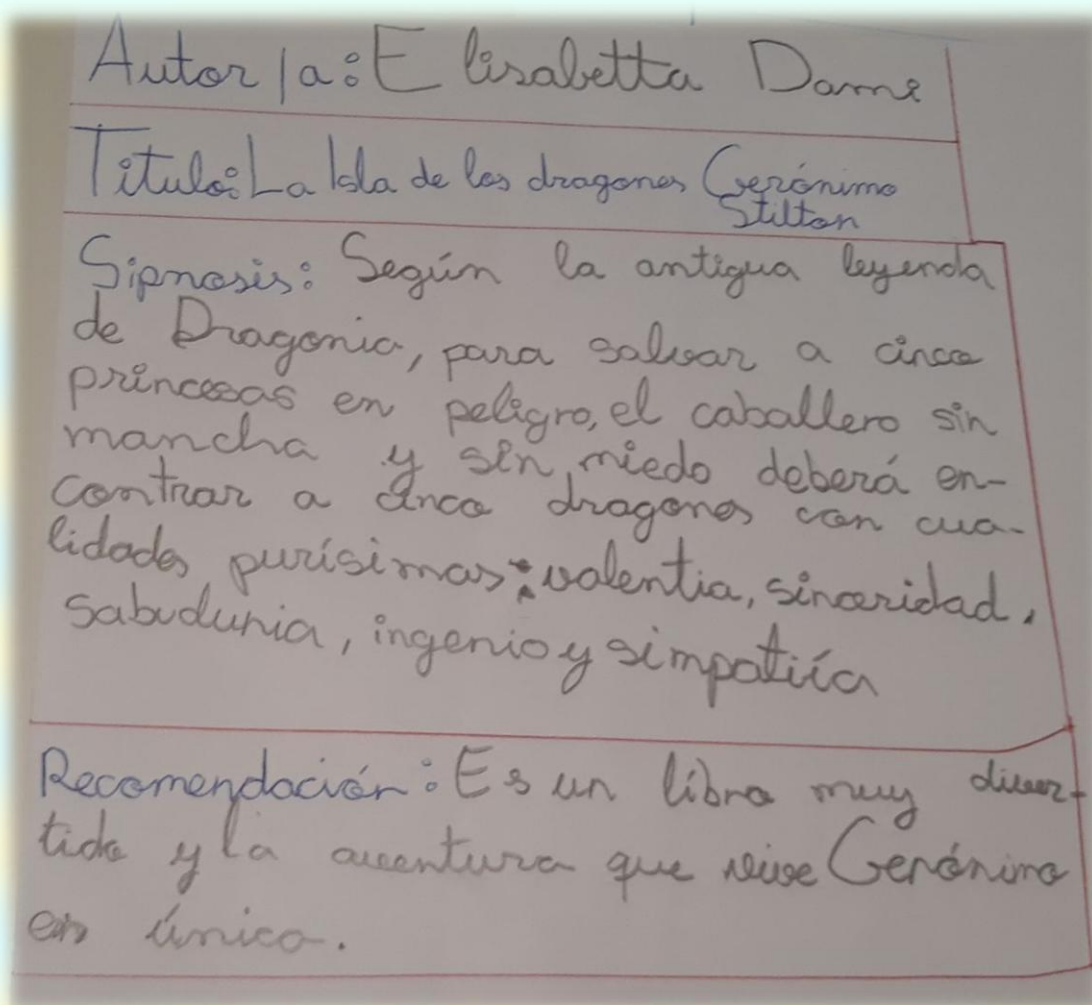 Autor/a: Elisabetta Dami
Título: La Isla de los dragones Gerónimo
Stilton
Sipnosis: Según la antigua leyenda
de Dragonia, para salvar a cinco
princesas en peligro, el caballero sin
mancha y sin miedo deberá en-
contrar a cinco dragones con cua-
lidades purísimas: valentia, sinceridad,
sabuduria, ingenio y simpatiía
Recomendación: Es un libro muy diver-
tido y la aventura que vive Gerónimo
es único.